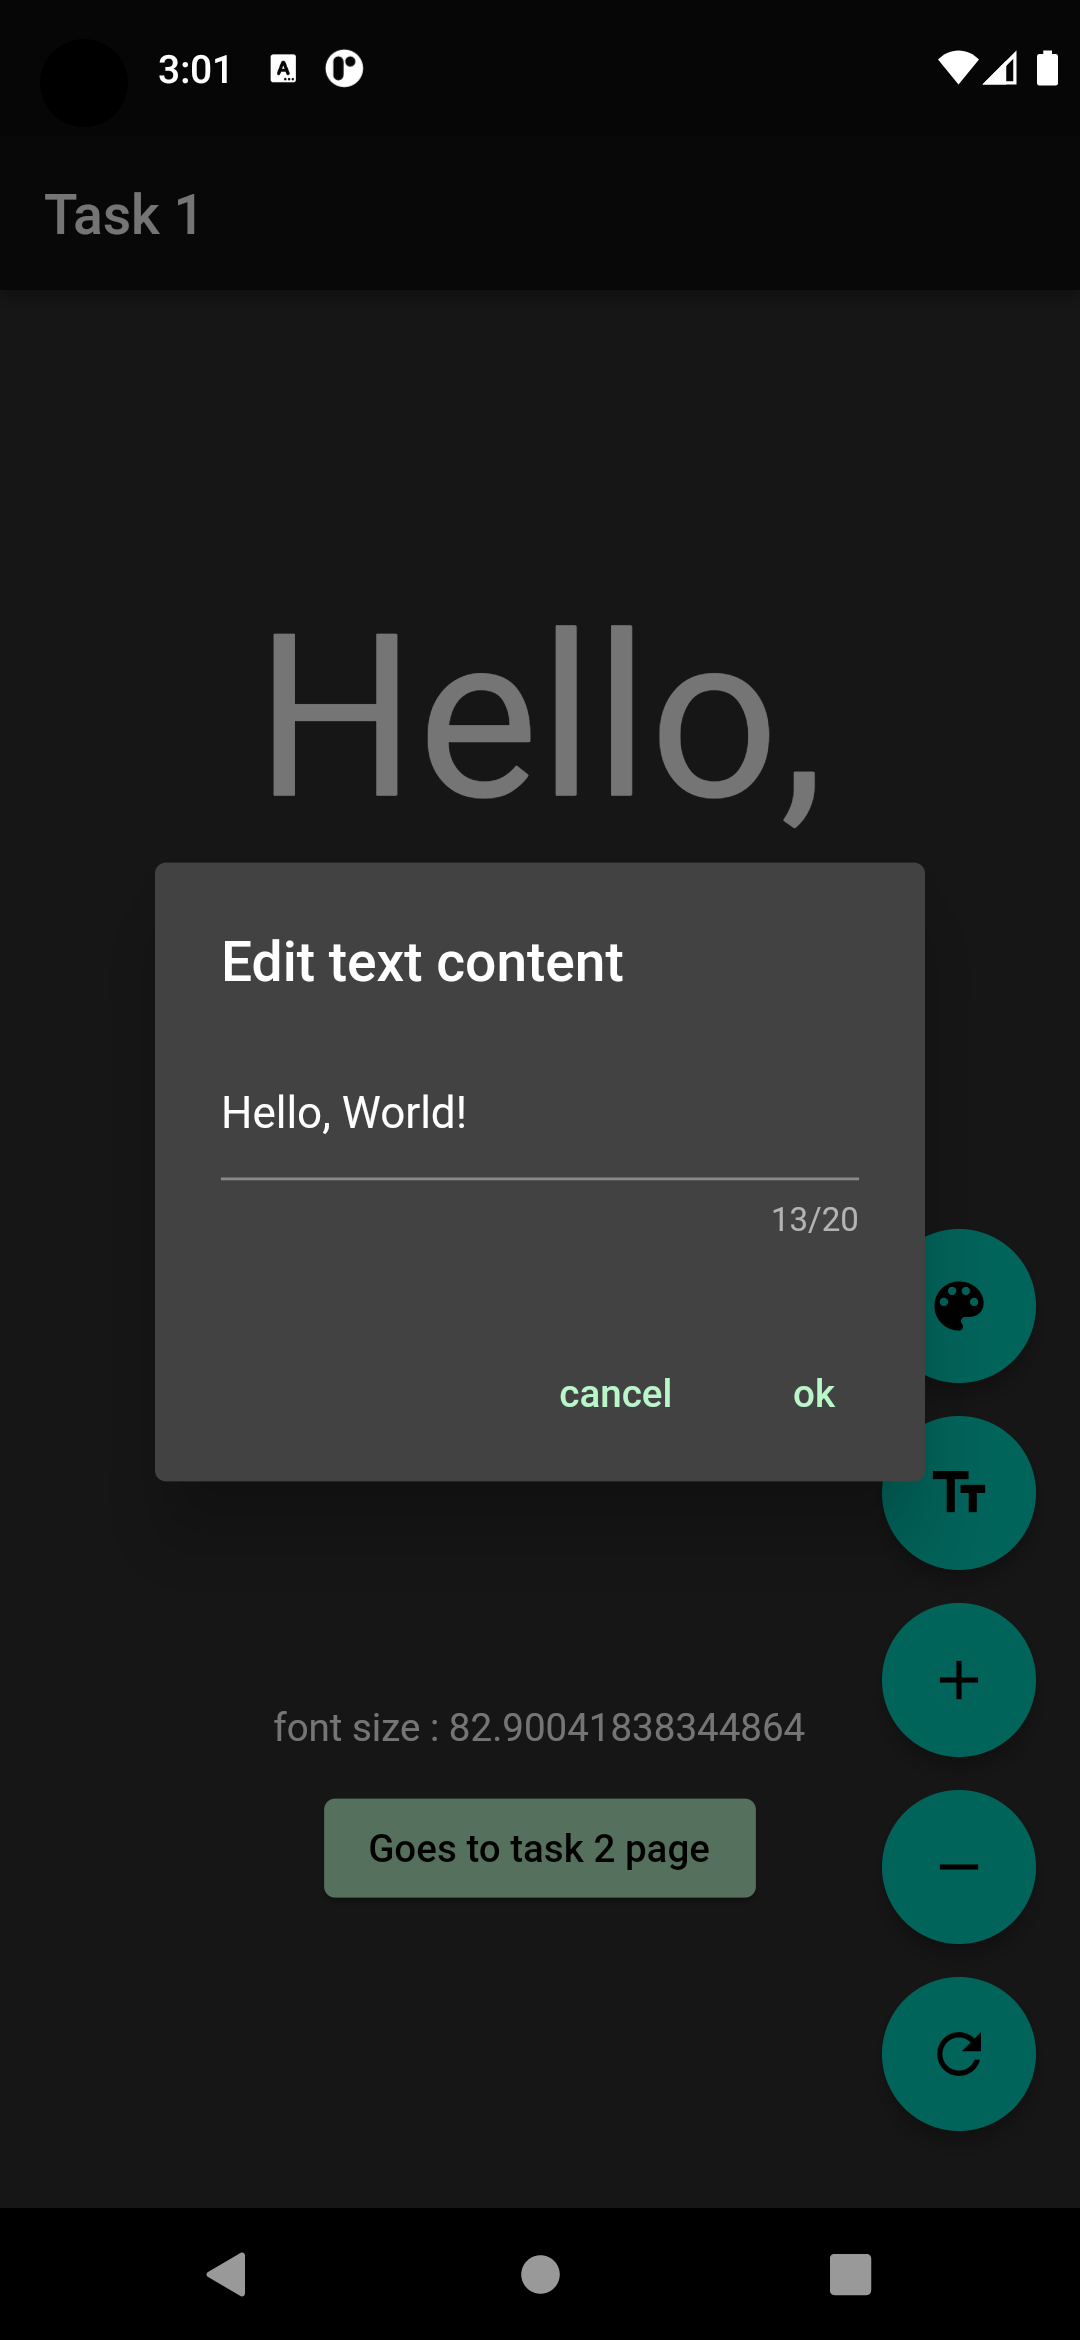 3:01
Task 1
Hello,
Edit text content
Hello, World!
13/20
cancel
ok
Tт
font size : 82.90041838344864
Goes to task 2 page